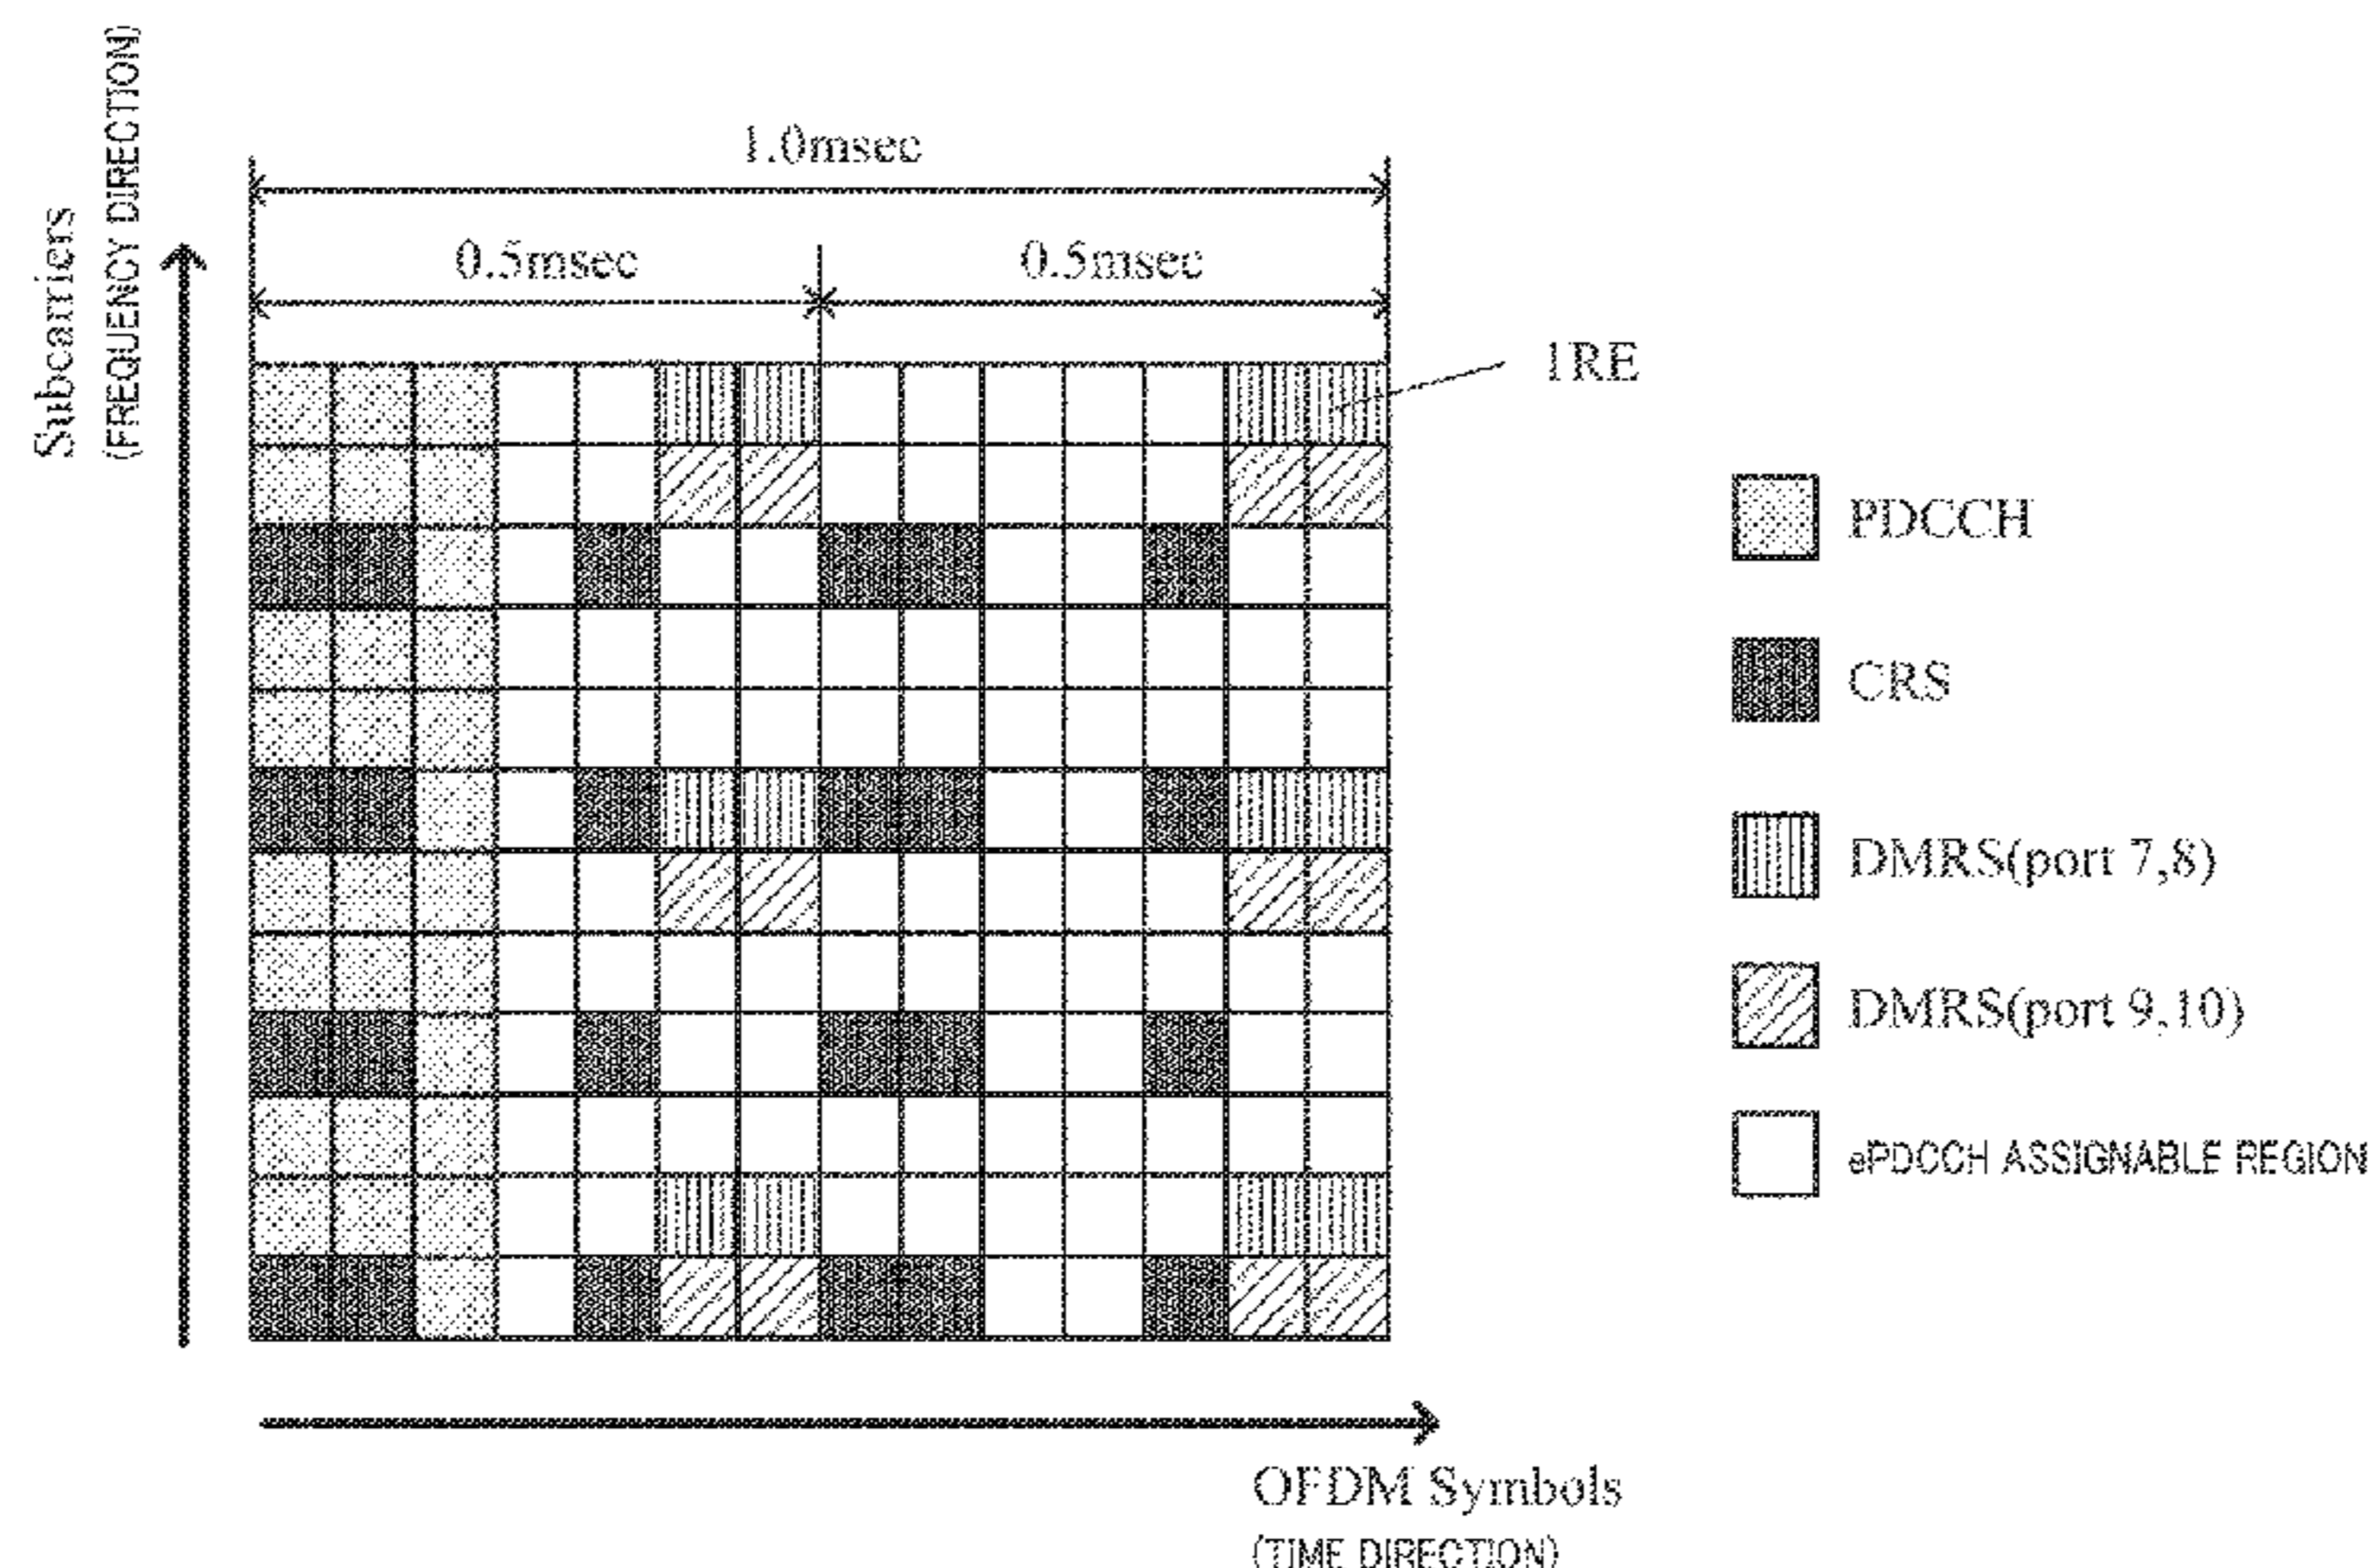 Subcarriers
(FREQUENCY DIRECTION)
1.0msec
0.5msec
0.5msec
1RE
PDCCH
CRS
DMRS(port 7,8)
DMRS(port 9,10)
ePDCCH ASSIGNABLE REGION
OFDM Symbols
(TIME DIRECTION)